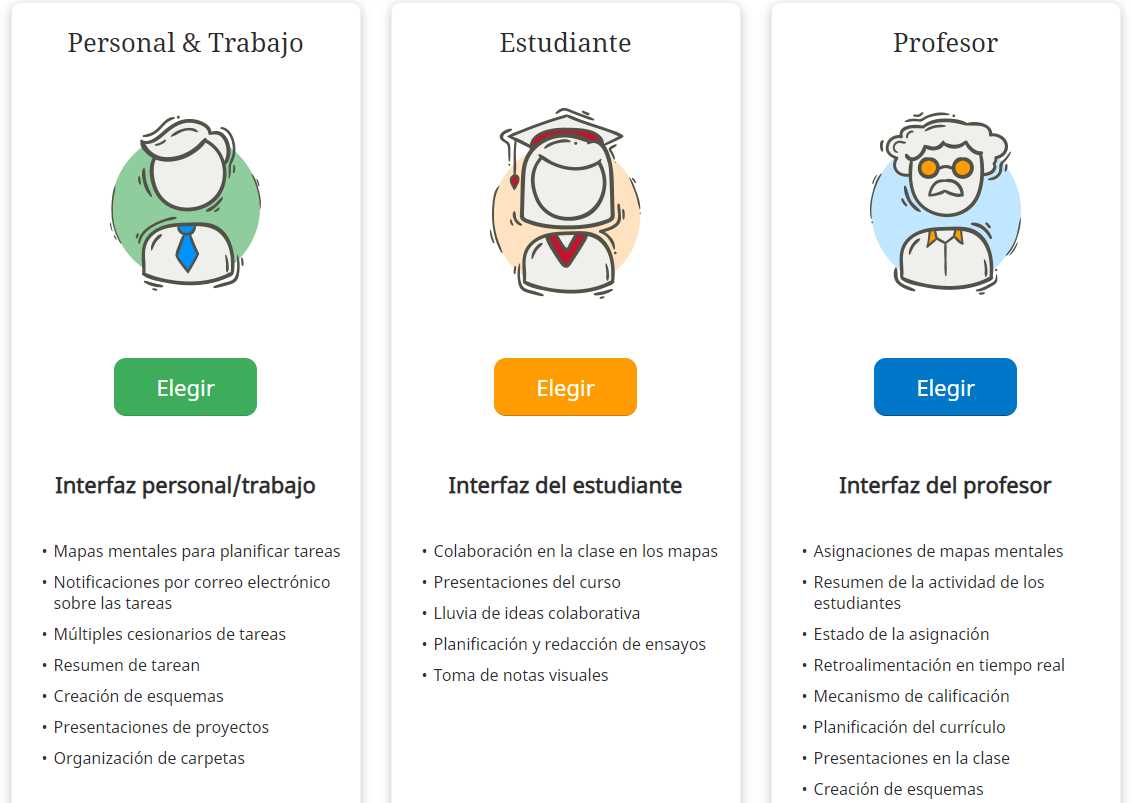 Personal & Trabajo
Elegir
Interfaz personal/trabajo
• Mapas mentales para planificar tareas
• Notificaciones por correo electrónico
sobre las tareas
• Múltiples cesionarios de tareas
• Resumen de tarean
• Creación de esquemas
• Presentaciones de proyectos
• Organización de carpetas
Estudiante
Elegir
Interfaz del estudiante
• Colaboración en la clase en los mapas
• Presentaciones del curso
• Lluvia de ideas colaborativa
• Planificación y redacción de ensayos
• Toma de notas visuales
Profesor
Elegir
Interfaz del profesor
• Asignaciones de mapas mentales
• Resumen de la actividad de los
estudiantes
• Estado de la asignación
• Retroalimentación en tiempo real
• Mecanismo de calificación
• Planificación del currículo
• Presentaciones en la clase
• Creación de esquemas